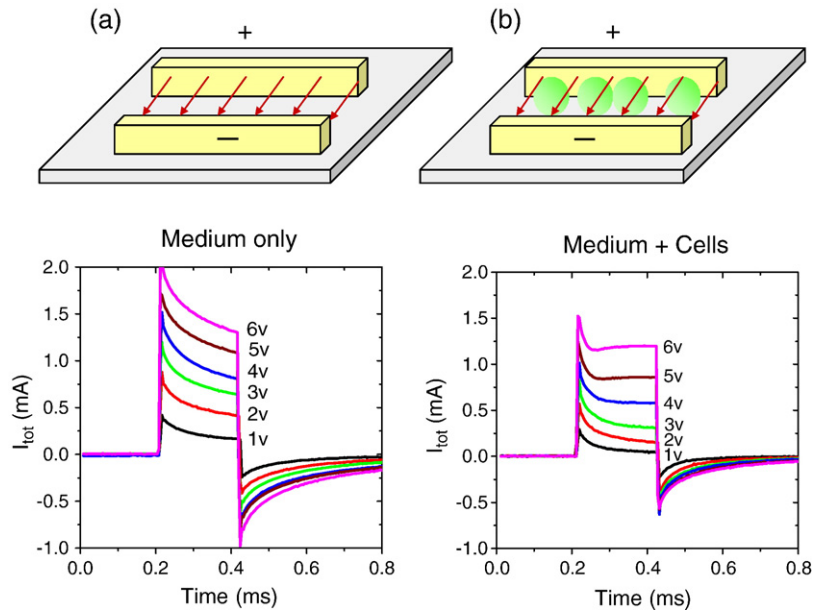 (a)
(b)
+
+
−
−
Medium only
Medium + Cells
2.0
1.5
1.0
0.5
0.0
-0.5
-1.0
I_tot (mA)
6v
5v
4v
3v
2v
1v
0.0 0.2 0.4 0.6 0.8
Time (ms)
2.0
1.5
1.0
0.5
0.0
-0.5
-1.0
I_tot (mA)
6v
5v
4v
3v
2v
1v
0.0 0.2 0.4 0.6 0.8
Time (ms)